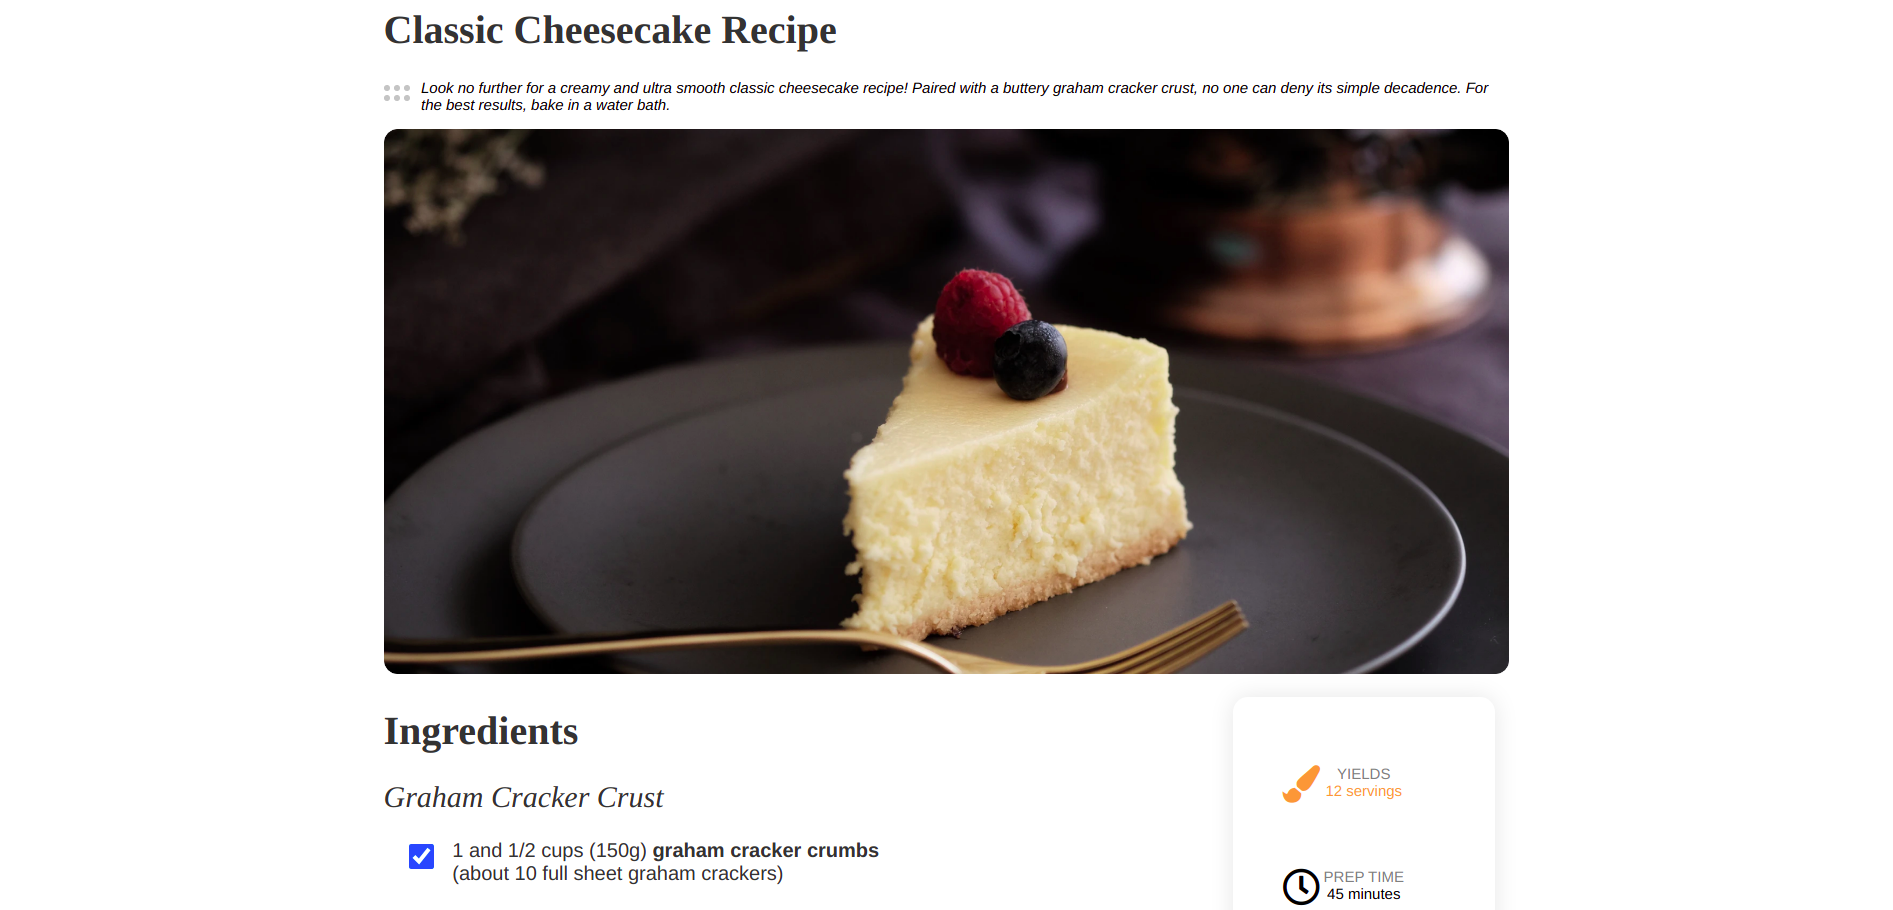 Classic Cheesecake Recipe
Look no further for a creamy and ultra smooth classic cheesecake recipe! Paired with a buttery graham cracker crust, no one can deny its simple decadence. For
the best results, bake in a water bath.
Ingredients
Graham Cracker Crust
1 and 1/2 cups (150g) graham cracker crumbs
(about 10 full sheet graham crackers)
YIELDS
12 servings
PREP TIME
45 minutes